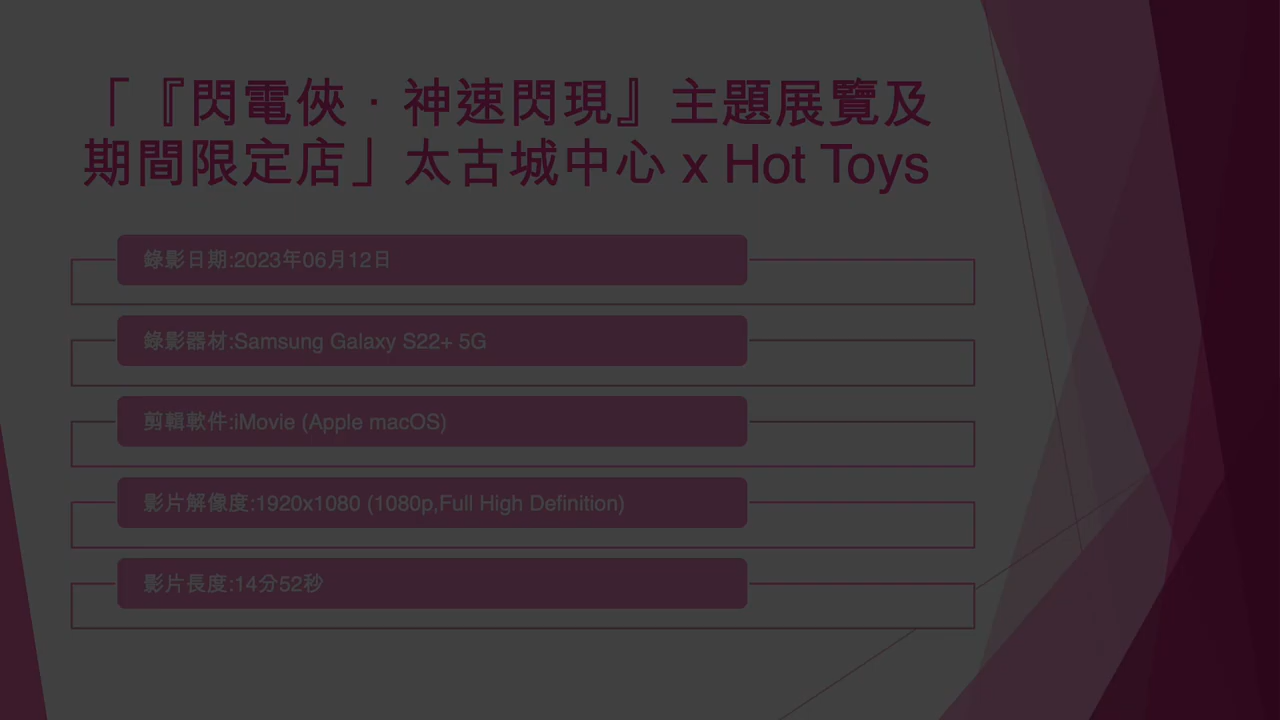 「『閃電俠．神速閃現』主題展覽及
期間限定店」太古城中心 x Hot Toys
錄影日期:2023年06月12日
錄影器材:Samsung Galaxy S22+ 5G
剪輯軟件:iMovie (Apple macOS)
影片解像度:1920x1080 (1080p,Full High Definition)
影片長度:14分52秒